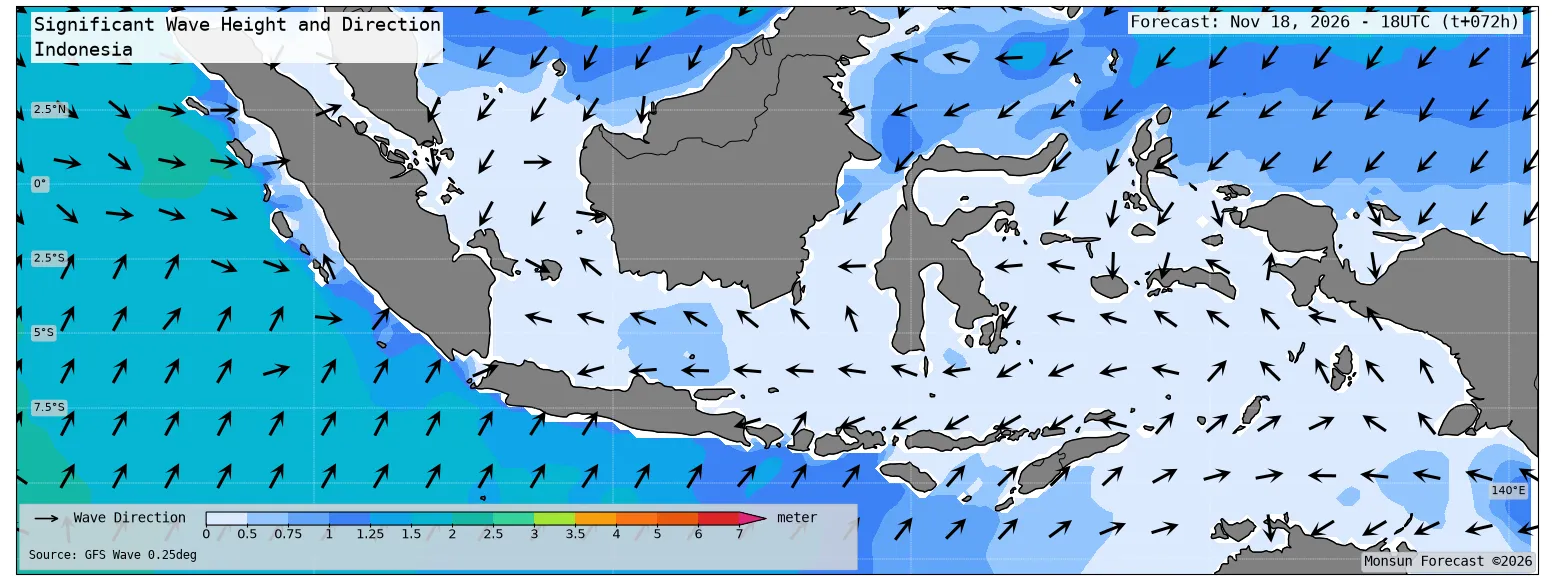 Significant Wave Height and Direction
Indonesia
Forecast: Nov 18, 2026 - 18UTC (t+072h)
2.5°N
0°
2.5°S
5°S
7.5°S
140°E
Wave Direction
0 0.5 0.75 1 1.25 1.5 2 2.5 3 3.5 4 5 6 7
meter
Source: GFS Wave 0.25deg
Monsun Forecast ©2026